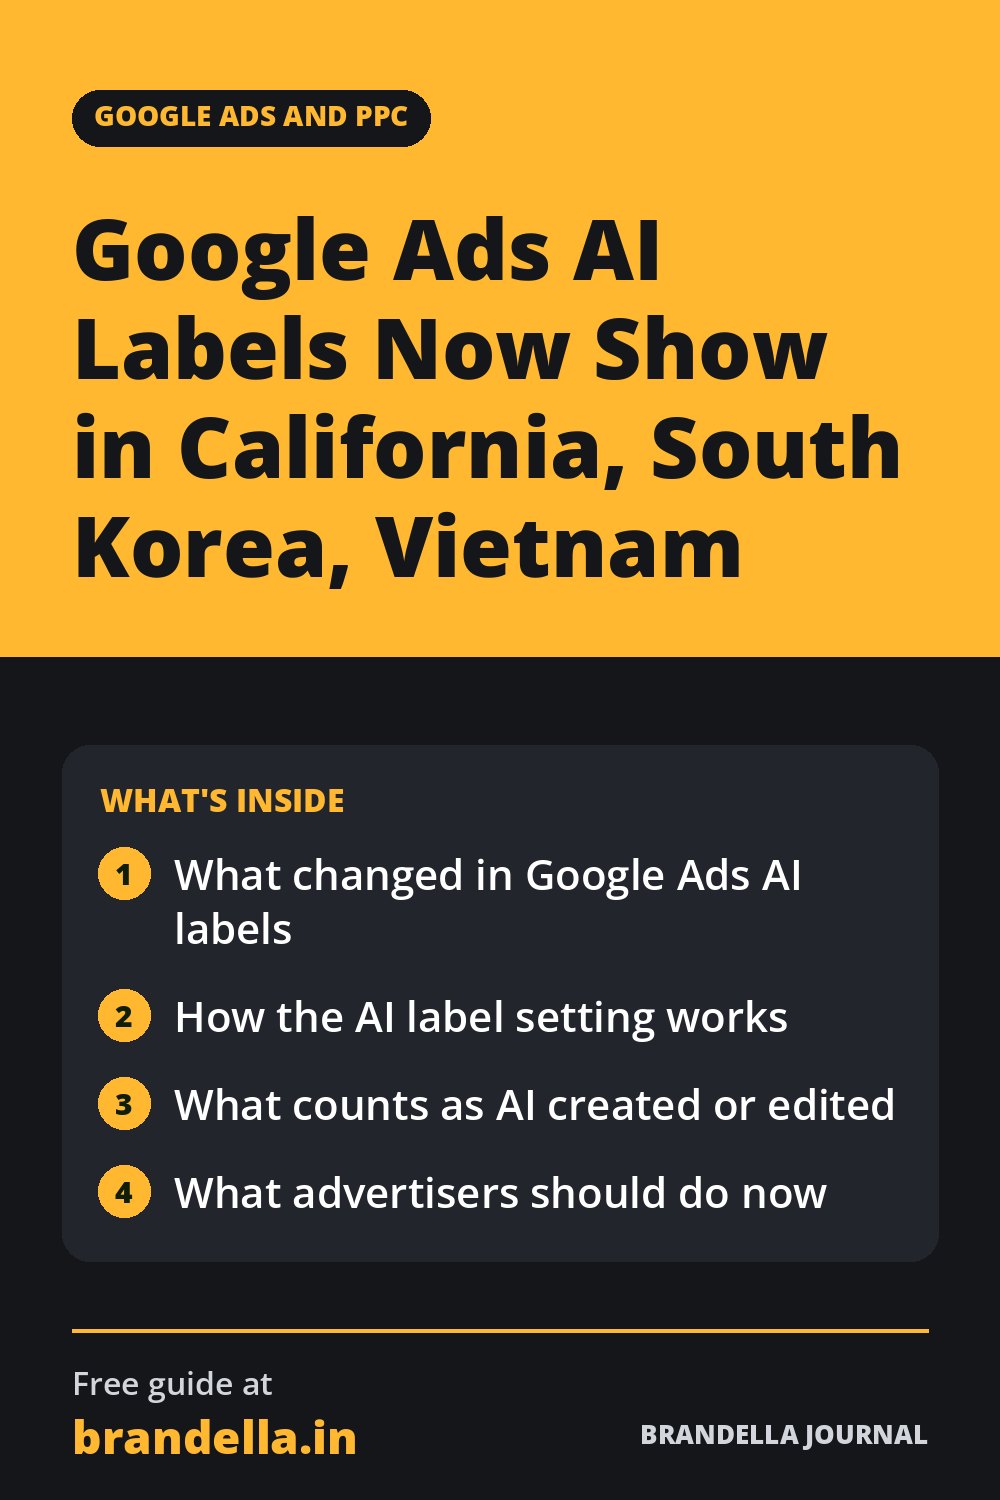 GOOGLE ADS AND PPC
Google Ads AI
Labels Now Show
in California, South
Korea, Vietnam
WHAT'S INSIDE
1 What changed in Google Ads AI
labels
2 How the AI label setting works
3 What counts as AI created or edited
4 What advertisers should do now
Free guide at
brandella.in
BRANDELLA JOURNAL